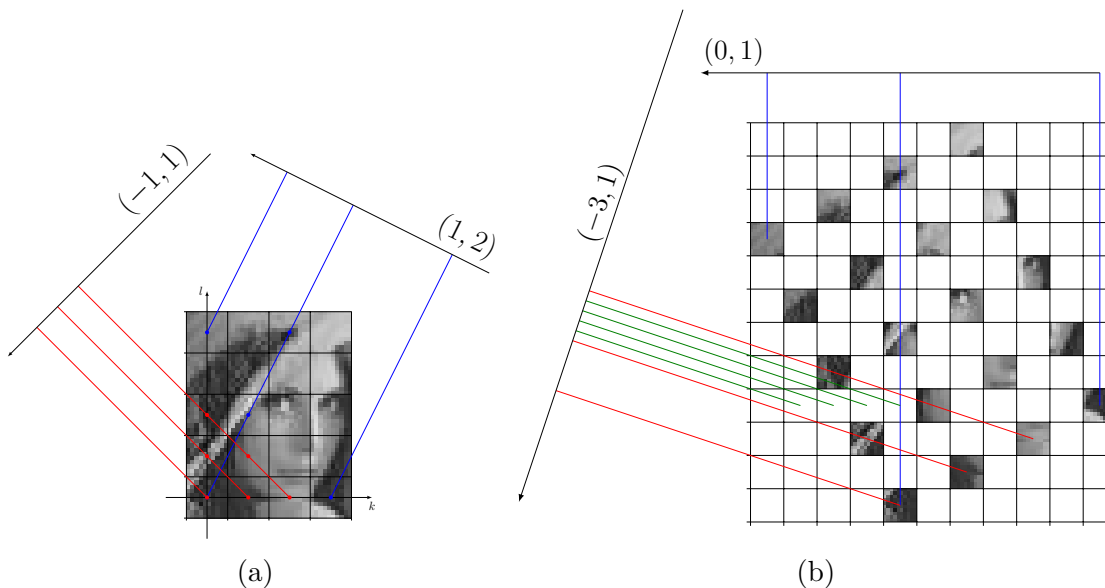 (0, 1)
(−1, 1)
(−3, 1)
(1, 2)
l
k
(a)
(b)